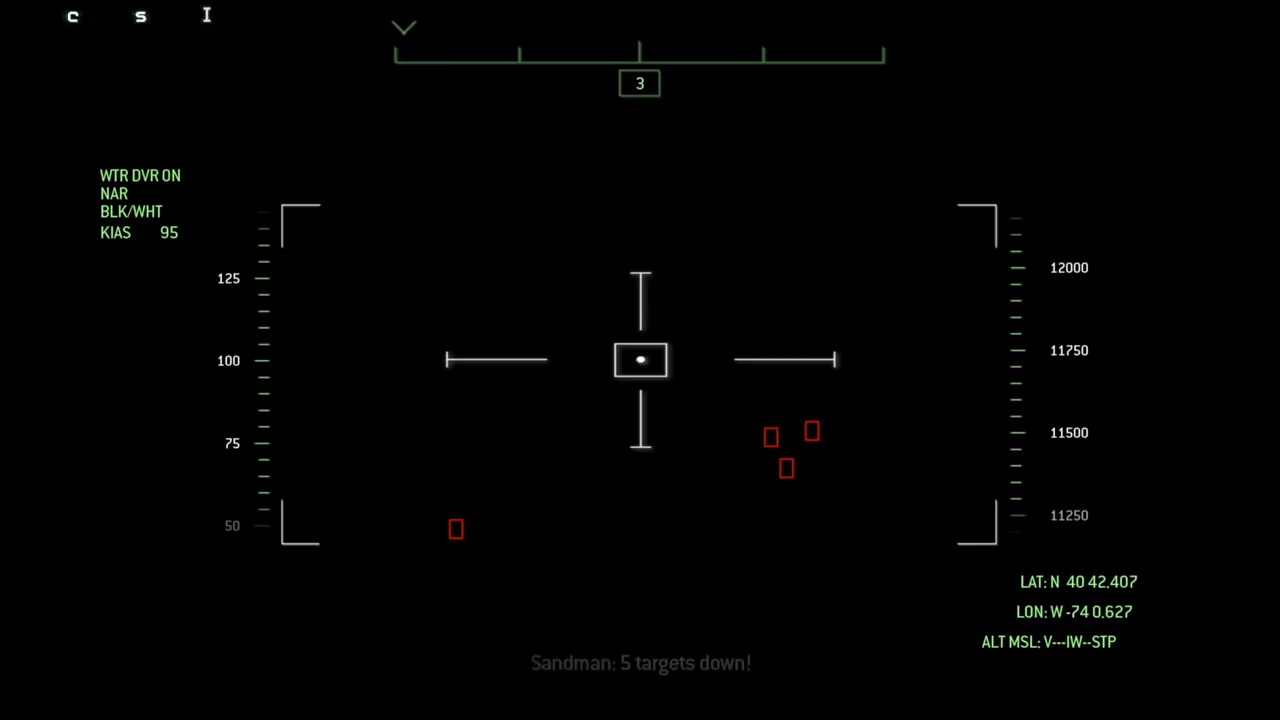 c s I
3
WTR DVR ON
NAR
BLK/WHT
KIAS 95
125
100
75
50
12000
11750
11500
11250
LAT: N 40 42,407
LON: W -74 0,627
ALT MSL: V---IW--STP
Sandman: 5 targets down!